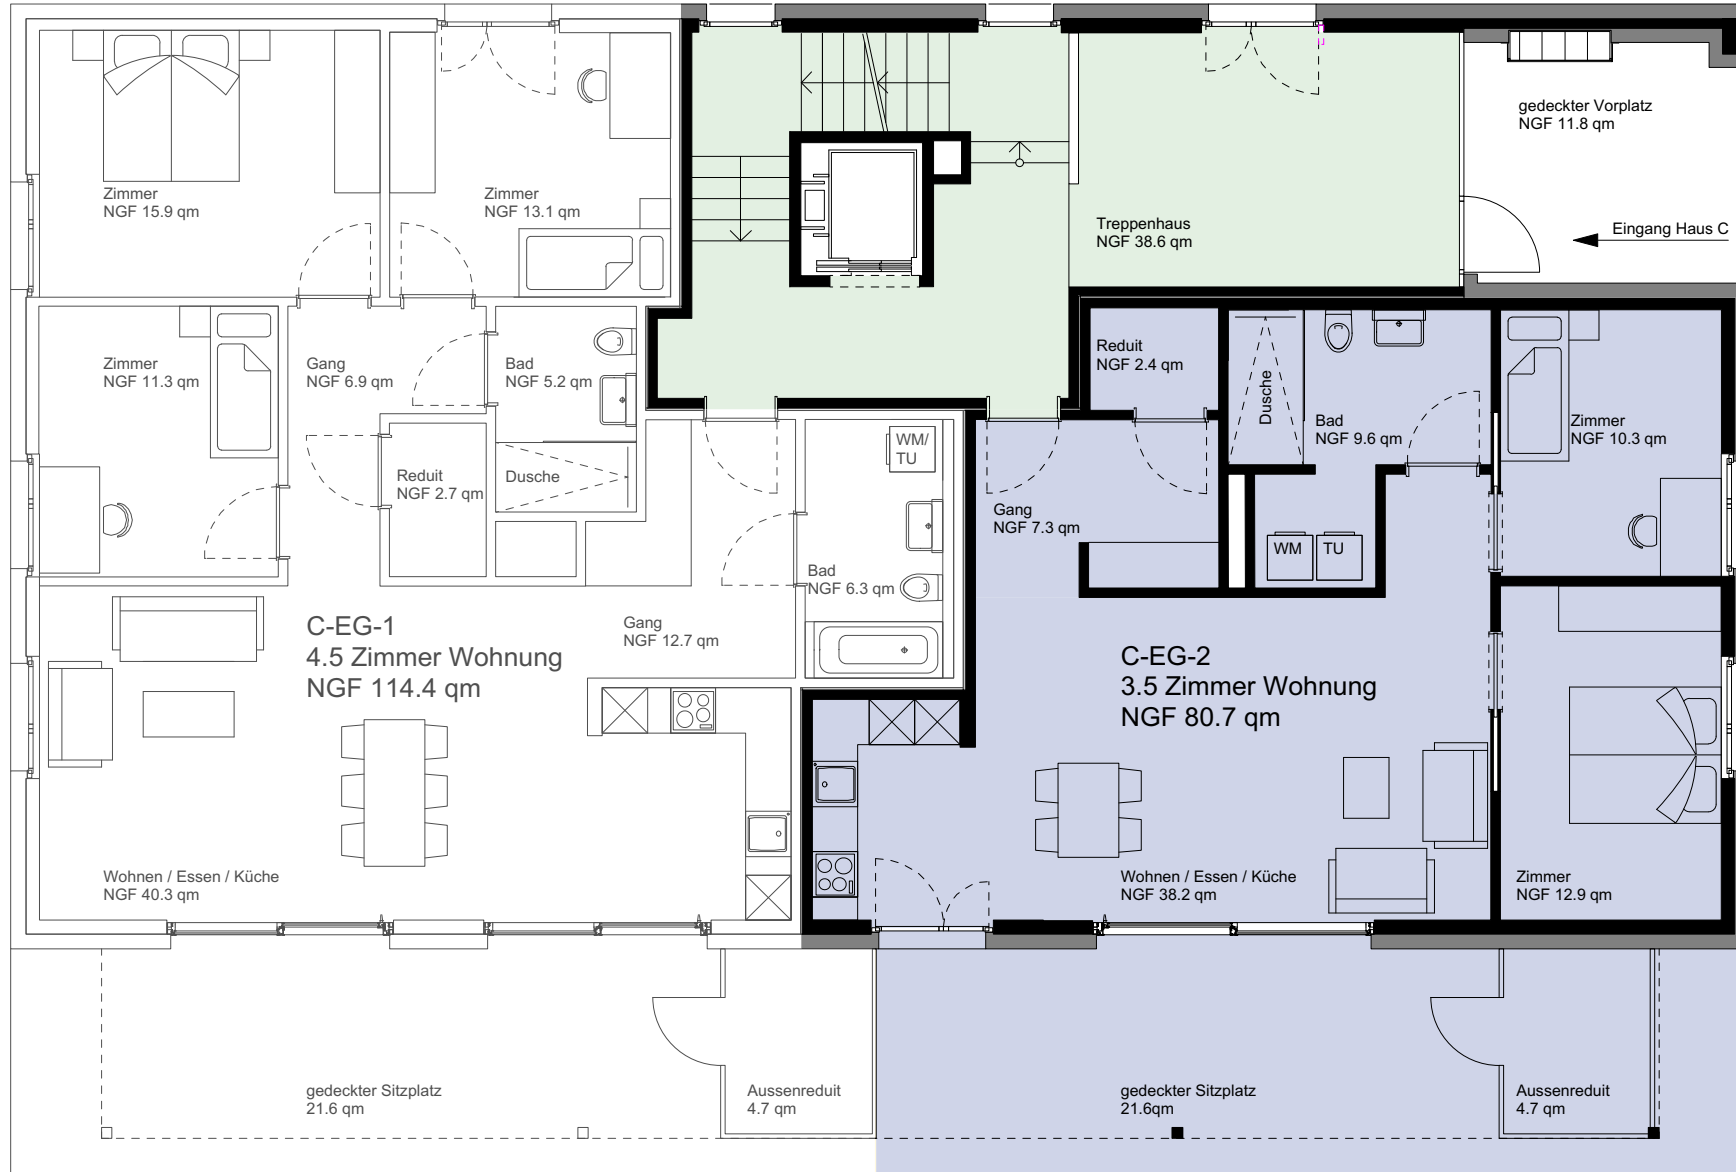 gedeckter Vorplatz
NGF 11.8 qm
Zimmer
NGF 15.9 qm
Zimmer
NGF 13.1 qm
Treppenhaus
NGF 38.6 qm
Eingang Haus C
Zimmer
NGF 11.3 qm
Gang
NGF 6.9 qm
Bad
NGF 5.2 qm
Reduit
NGF 2.4 qm
Dusche
Bad
NGF 9.6 qm
Zimmer
NGF 10.3 qm
Reduit
NGF 2.7 qm
Dusche
WM/
TU
Gang
NGF 7.3 qm
WM
TU
Bad
NGF 6.3 qm
C-EG-1
4.5 Zimmer Wohnung
NGF 114.4 qm
Gang
NGF 12.7 qm
C-EG-2
3.5 Zimmer Wohnung
NGF 80.7 qm
Wohnen / Essen / Küche
NGF 40.3 qm
Wohnen / Essen / Küche
NGF 38.2 qm
Zimmer
NGF 12.9 qm
gedeckter Sitzplatz
21.6 qm
Aussenreduit
4.7 qm
gedeckter Sitzplatz
21.6qm
Aussenreduit
4.7 qm